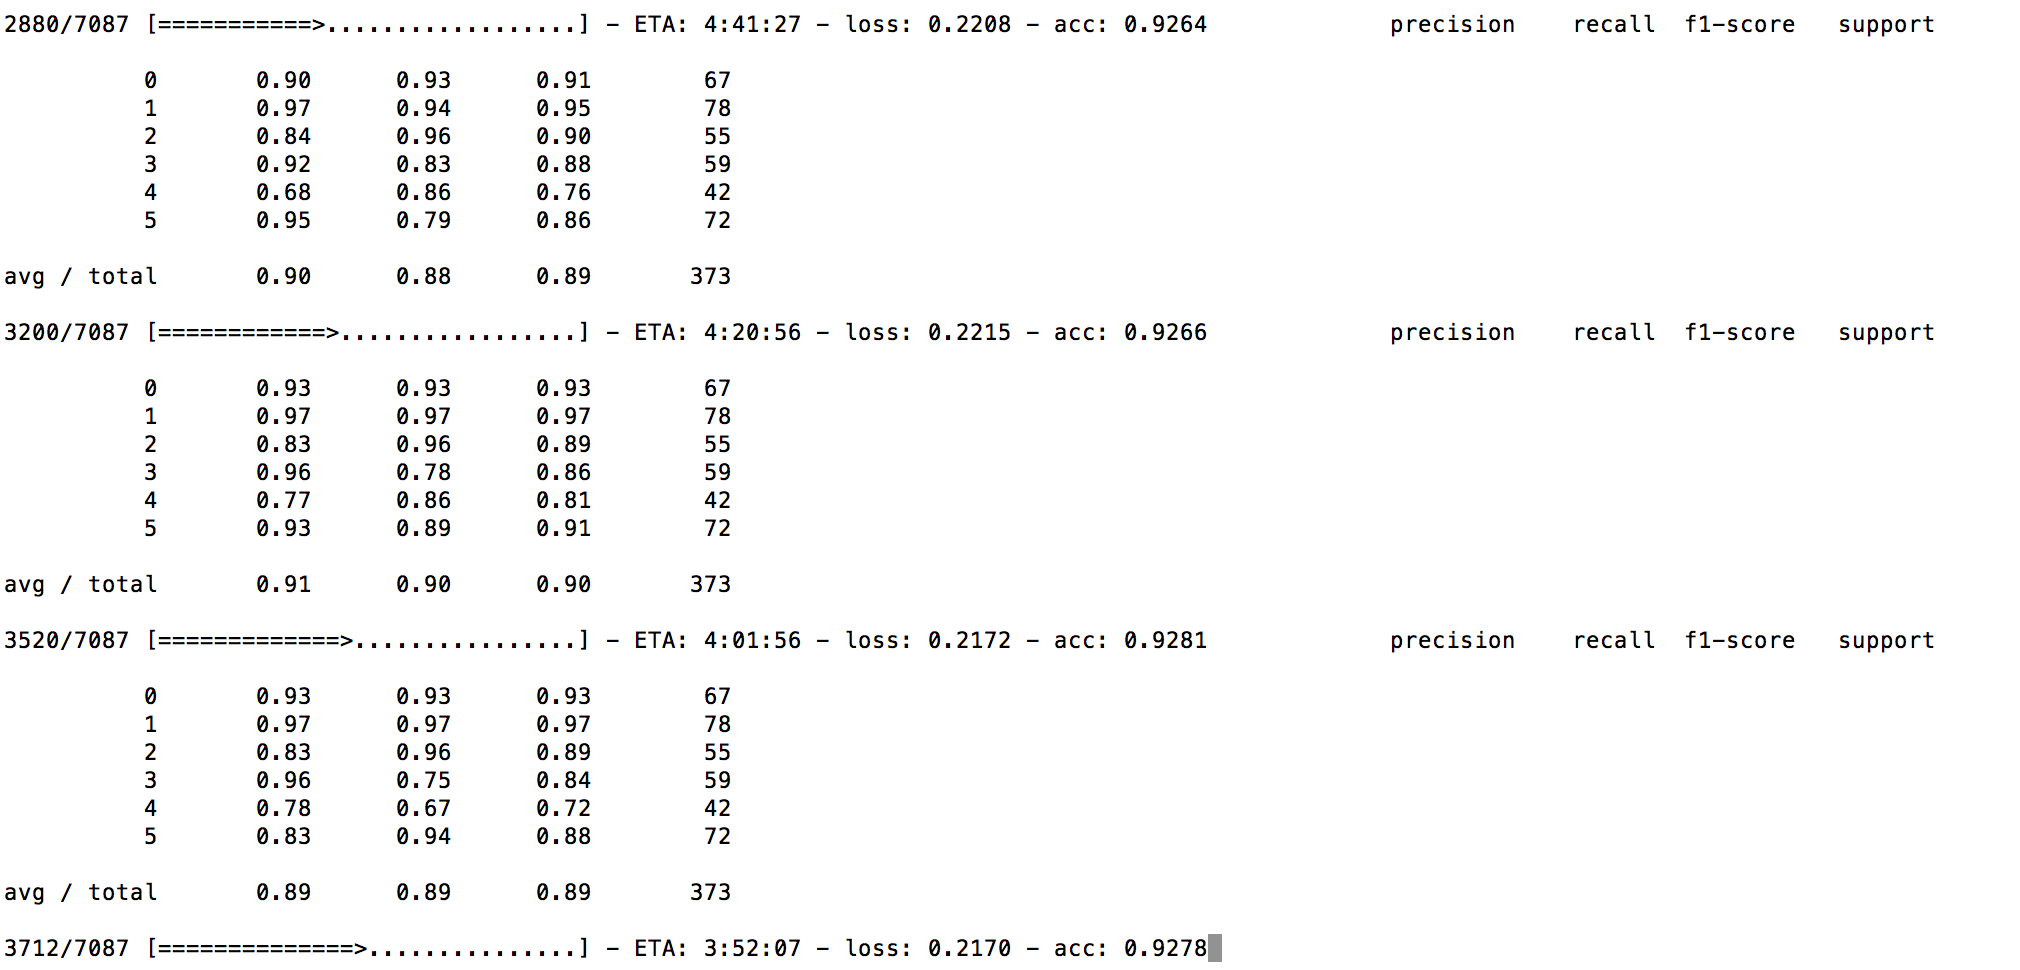 2880/7087 [===========>..................] - ETA: 4:41:27 - loss: 0.2208 - acc: 0.9264             precision    recall  f1-score   support
0       0.90      0.93      0.91        67
1       0.97      0.94      0.95        78
2       0.84      0.96      0.90        55
3       0.92      0.83      0.88        59
4       0.68      0.86      0.76        42
5       0.95      0.79      0.86        72
avg / total       0.90      0.88      0.89       373
3200/7087 [============>.................] - ETA: 4:20:56 - loss: 0.2215 - acc: 0.9266             precision    recall  f1-score   support
0       0.93      0.93      0.93        67
1       0.97      0.97      0.97        78
2       0.83      0.96      0.89        55
3       0.96      0.78      0.86        59
4       0.77      0.86      0.81        42
5       0.93      0.89      0.91        72
avg / total       0.91      0.90      0.90       373
3520/7087 [=============>................] - ETA: 4:01:56 - loss: 0.2172 - acc: 0.9281             precision    recall  f1-score   support
0       0.93      0.93      0.93        67
1       0.97      0.97      0.97        78
2       0.83      0.96      0.89        55
3       0.96      0.75      0.84        59
4       0.78      0.67      0.72        42
5       0.83      0.94      0.88        72
avg / total       0.89      0.89      0.89       373
3712/7087 [==============>...............] - ETA: 3:52:07 - loss: 0.2170 - acc: 0.9278